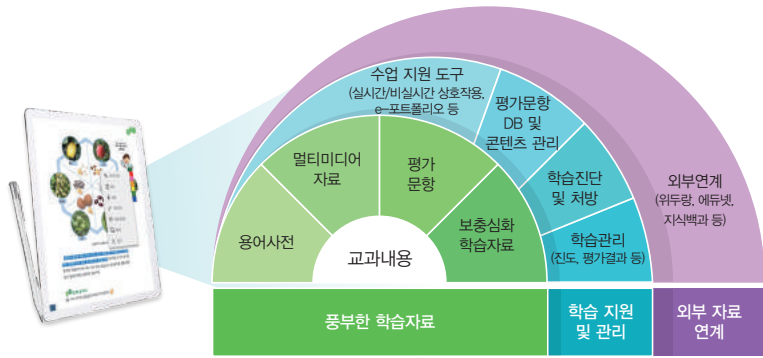 수업 지원 도구
(실시간/비실시간 상호작용,
e-포트폴리오 등)
평가문항
DB 및
콘텐츠 관리
멀티미디어
자료
평가
문항
학습진단
및 처방
외부연계
(위두랑, 에듀넷,
지식백과 등)
용어사전
보충심화
학습자료
학습관리
(진도, 평가결과 등)
교과내용
풍부한 학습자료
학습 지원
및 관리
외부 자료
연계